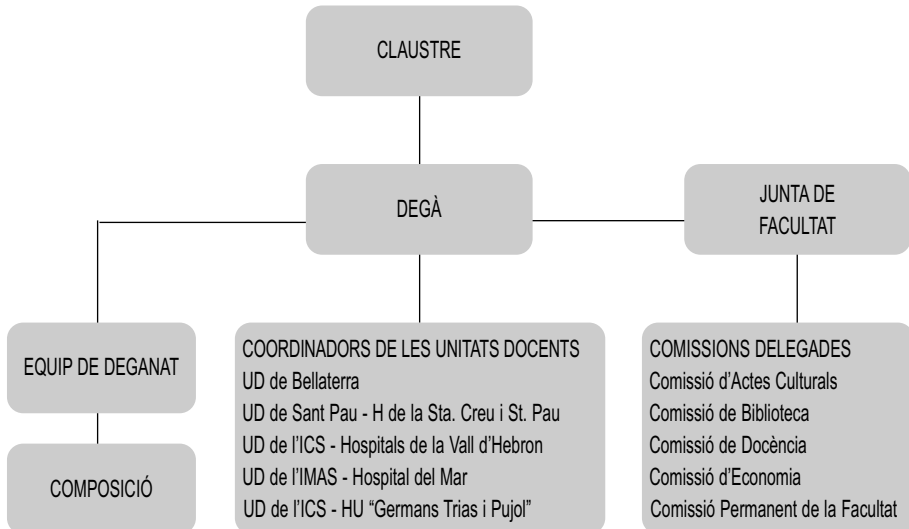 CLAUSTRE
DEGÀ
JUNTA DE
FACULTAT
EQUIP DE DEGANAT
COMPOSICIÓ
COORDINADORS DE LES UNITATS DOCENTS
UD de Bellaterra
UD de Sant Pau - H de la Sta. Creu i St. Pau
UD de l’ICS - Hospitals de la Vall d’Hebron
UD de l’IMAS - Hospital del Mar
UD de l’ICS - HU “Germans Trias i Pujol”
COMISSIONS DELEGADES
Comissió d’Actes Culturals
Comissió de Biblioteca
Comissió de Docència
Comissió d’Economia
Comissió Permanent de la Facultat